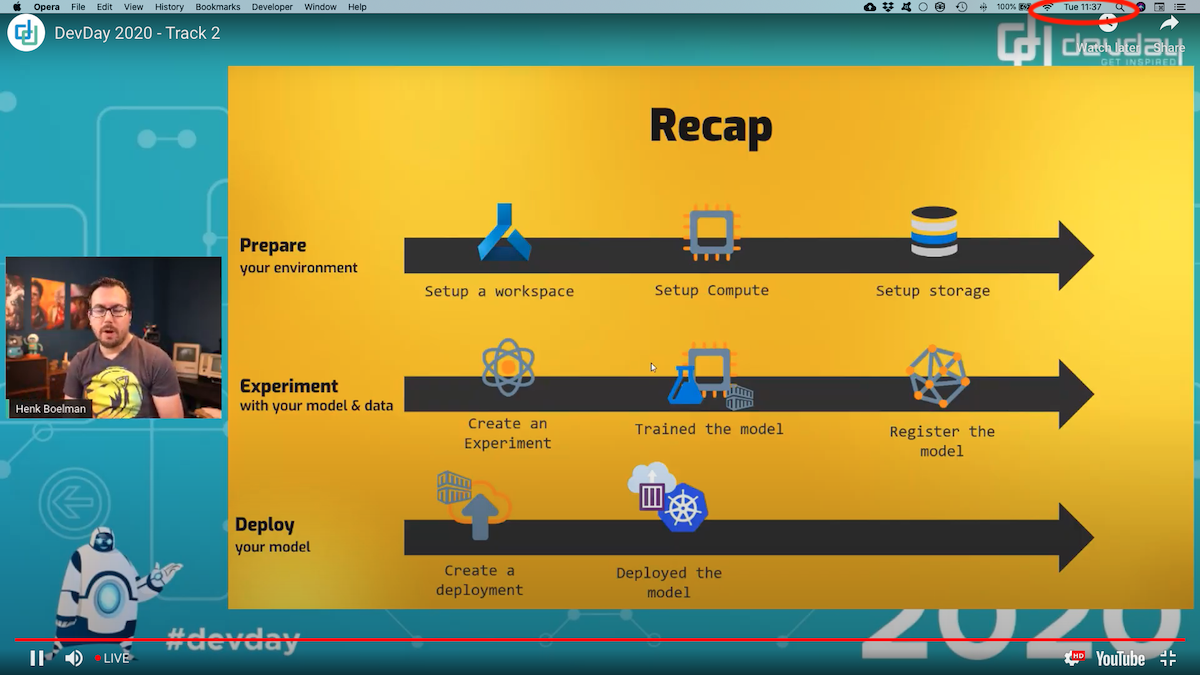 Opera File Edit View History Bookmarks Developer Window Help
100% Tue 11:37
DevDay 2020 - Track 2
devday
Watch later Share
GET INSPIRED
Recap
Prepare
your environment
Setup a workspace
Setup Compute
Setup storage
Experiment
with your model & data
Create an
Experiment
Trained the model
Register the
model
Henk Boelman
Deploy
your model
Create a
deployment
Deployed the
model
#devday
2020
LIVE
HD
YouTube